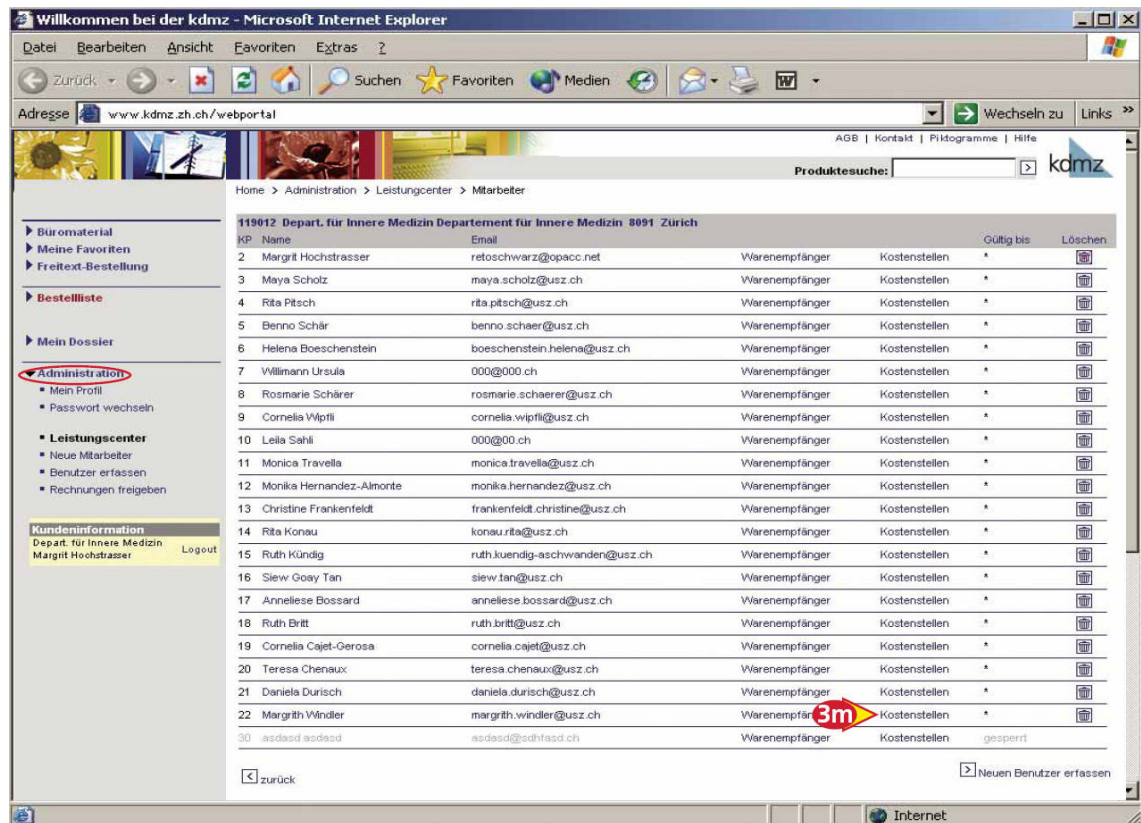 Willkommen bei der kdmz - Microsoft Internet Explorer
Datei Bearbeiten Ansicht Favoriten Extras ?
Zurück Suchen Favoriten Medien
Adresse www.kdmz.zh.ch/webportal Wechseln zu Links »
AGB | Kontakt | Piktogramme | Hilfe
Produktesuche: kdmz
Home > Administration > Leistungcenter > Mitarbeiter
Büromaterial
Meine Favoriten
Freitext-Bestellung
Bestellliste
Mein Dossier
Administration
Mein Profil
Passwort wechseln
Leistungscenter
Neue Mitarbeiter
Benutzer erfassen
Rechnungen freigeben
Kundeninformation
Depart. für Innere Medizin
Margrit Hochstrasser Logout
119012 Depart. für Innere Medizin Departement für Innere Medizin 8091 Zürich
KP Name Email Gültig bis Löschen
2 Margrit Hochstrasser retoschwarz@opacc.net Warenempfänger Kostenstellen *
3 Maya Scholz maya.scholz@usz.ch Warenempfänger Kostenstellen *
4 Rita Pitsch rita.pitsch@usz.ch Warenempfänger Kostenstellen *
5 Benno Schär benno.schaer@usz.ch Warenempfänger Kostenstellen *
6 Helena Boeschenstein boeschenstein.helena@usz.ch Warenempfänger Kostenstellen *
7 Willimann Ursula 000@000.ch Warenempfänger Kostenstellen *
8 Rosmarie Schärer rosmarie.schaerer@usz.ch Warenempfänger Kostenstellen *
9 Cornelia Wipfli cornelia.wipfli@usz.ch Warenempfänger Kostenstellen *
10 Leila Sahli 000@00.ch Warenempfänger Kostenstellen *
11 Monica Travella monica.travella@usz.ch Warenempfänger Kostenstellen *
12 Monika Hernandez-Almonte monika.hernandez@usz.ch Warenempfänger Kostenstellen *
13 Christine Frankenfeldt frankenfeldt.christine@usz.ch Warenempfänger Kostenstellen *
14 Rita Konau konau.rita@usz.ch Warenempfänger Kostenstellen *
15 Ruth Kündig ruth.kuendig-aschwanden@usz.ch Warenempfänger Kostenstellen *
16 Siew Goay Tan siew.tan@usz.ch Warenempfänger Kostenstellen *
17 Anneliese Bossard anneliese.bossard@usz.ch Warenempfänger Kostenstellen *
18 Ruth Britt ruth.britt@usz.ch Warenempfänger Kostenstellen *
19 Cornelia Cajet-Gerosa cornelia.cajet@usz.ch Warenempfänger Kostenstellen *
20 Teresa Chenaux teresa.chenaux@usz.ch Warenempfänger Kostenstellen *
21 Daniela Durisch daniela.durisch@usz.ch Warenempfänger Kostenstellen *
22 Margrith Windler margrith.windler@usz.ch Warenempfän 3m Kostenstellen *
30 asdasd asdasd asdasd@sdhfasd.ch Warenempfänger Kostenstellen gesperrt
zurück Neuen Benutzer erfassen
Internet